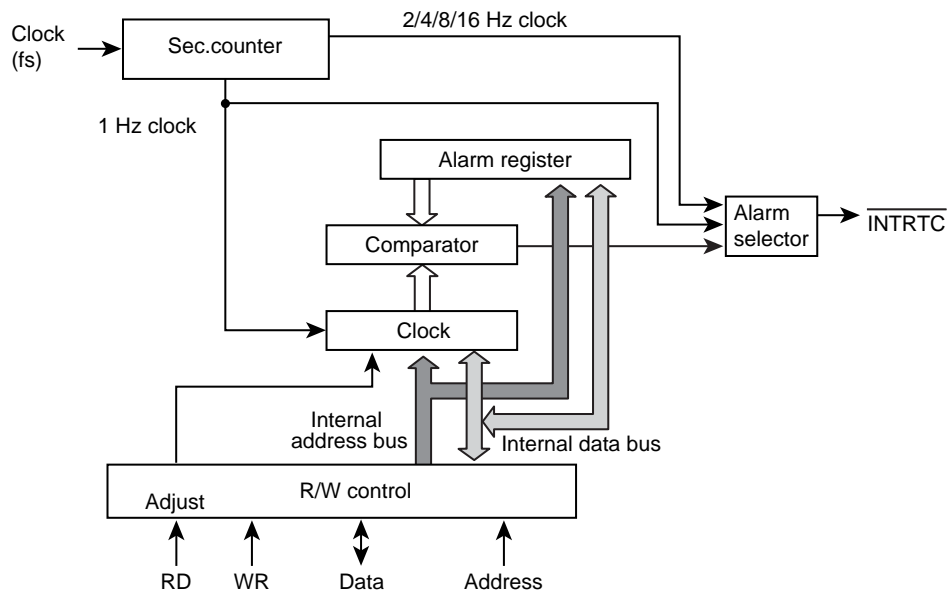 2/4/8/16 Hz clock
Clock
(fs)
Sec.counter
1 Hz clock
Alarm register
Alarm
selector
INTRTC
Comparator
Clock
Internal
address bus
Internal data bus
R/W control
Adjust
RD
WR
Data
Address